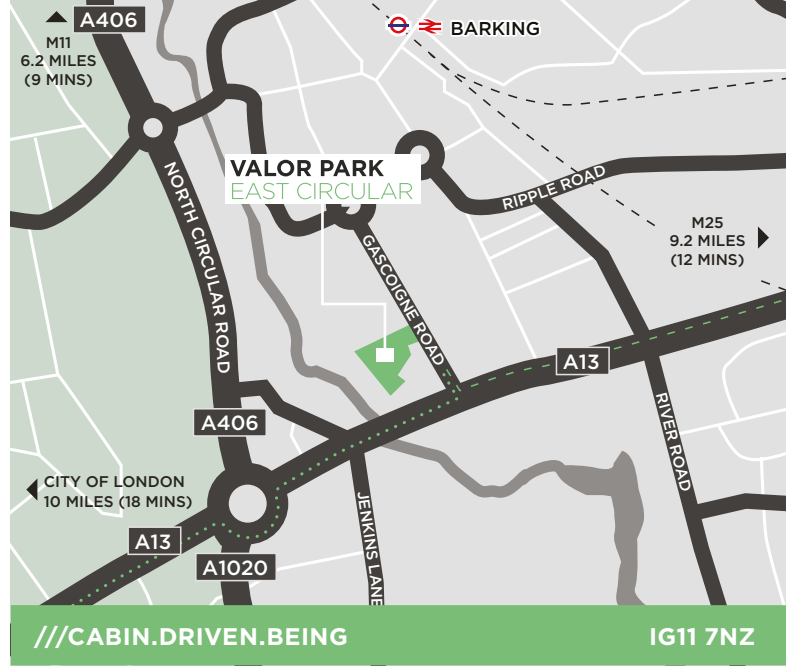 A406
M11
6.2 MILES
(9 MINS)
BARKING
VALOR PARK
EAST CIRCULAR
RIPPLE ROAD
NORTH CIRCULAR ROAD
GASCOIGNE ROAD
M25
9.2 MILES
(12 MINS)
A13
A406
RIVER ROAD
CITY OF LONDON
10 MILES (18 MINS)
JENKINS LANE
A13
A1020
///CABIN.DRIVEN.BEING
IG11 7NZ